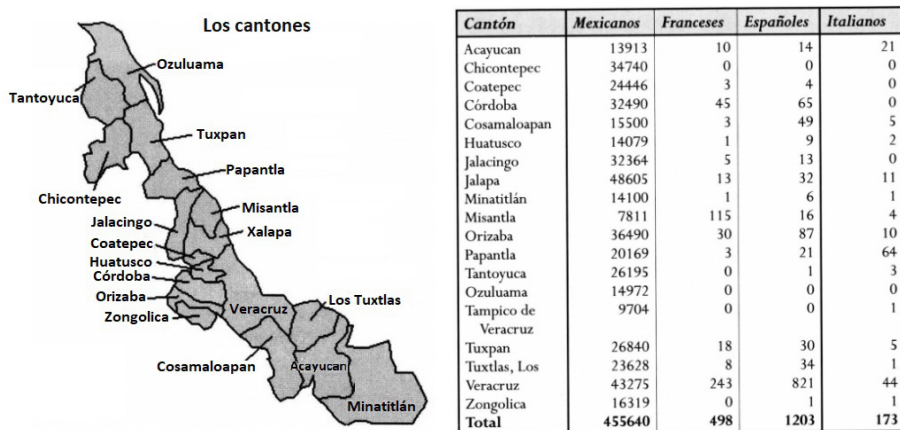 Los cantones
Ozuluama
Tantoyuca
Tuxpan
Papantla
Chicontepec
Misantla
Jalacingo
Xalapa
Coatepec
Huatusco
Córdoba
Orizaba
Veracruz
Los Tuxtlas
Zongolica
Cosamaloapan
Acayucan
Minatitlán
Cantón Mexicanos Franceses Españoles Italianos
Acayucan 13913 10 14 21
Chicontepec 34740 0 0 0
Coatepec 24446 3 4 0
Córdoba 32490 45 65 0
Cosamaloapan 15500 3 49 5
Huatusco 14079 1 9 2
Jalacingo 32364 5 13 0
Jalapa 48605 13 32 11
Minatitlán 14100 1 6 1
Misantla 7811 115 16 4
Orizaba 36490 30 87 10
Papantla 20169 3 21 64
Tantoyuca 26195 0 1 3
Ozuluama 14972 0 0 0
Tampico de 9704 0 0 1
Veracruz
Tuxpan 26840 18 30 5
Tuxtlas, Los 23628 8 34 1
Veracruz 43275 243 821 44
Zongolica 16319 0 1 1
Total 455640 498 1203 173